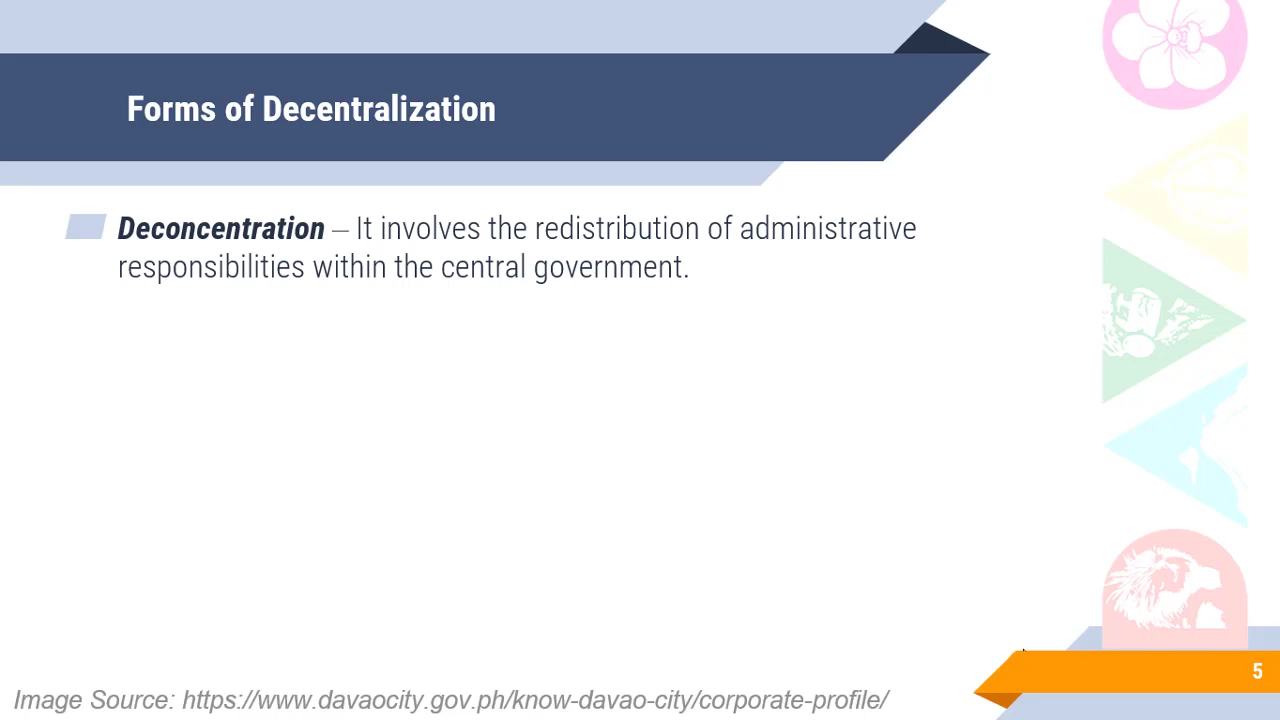 Forms of Decentralization
Deconcentration – It involves the redistribution of administrative
responsibilities within the central government.
5
Image Source: https://www.davaocity.gov.ph/know-davao-city/corporate-profile/